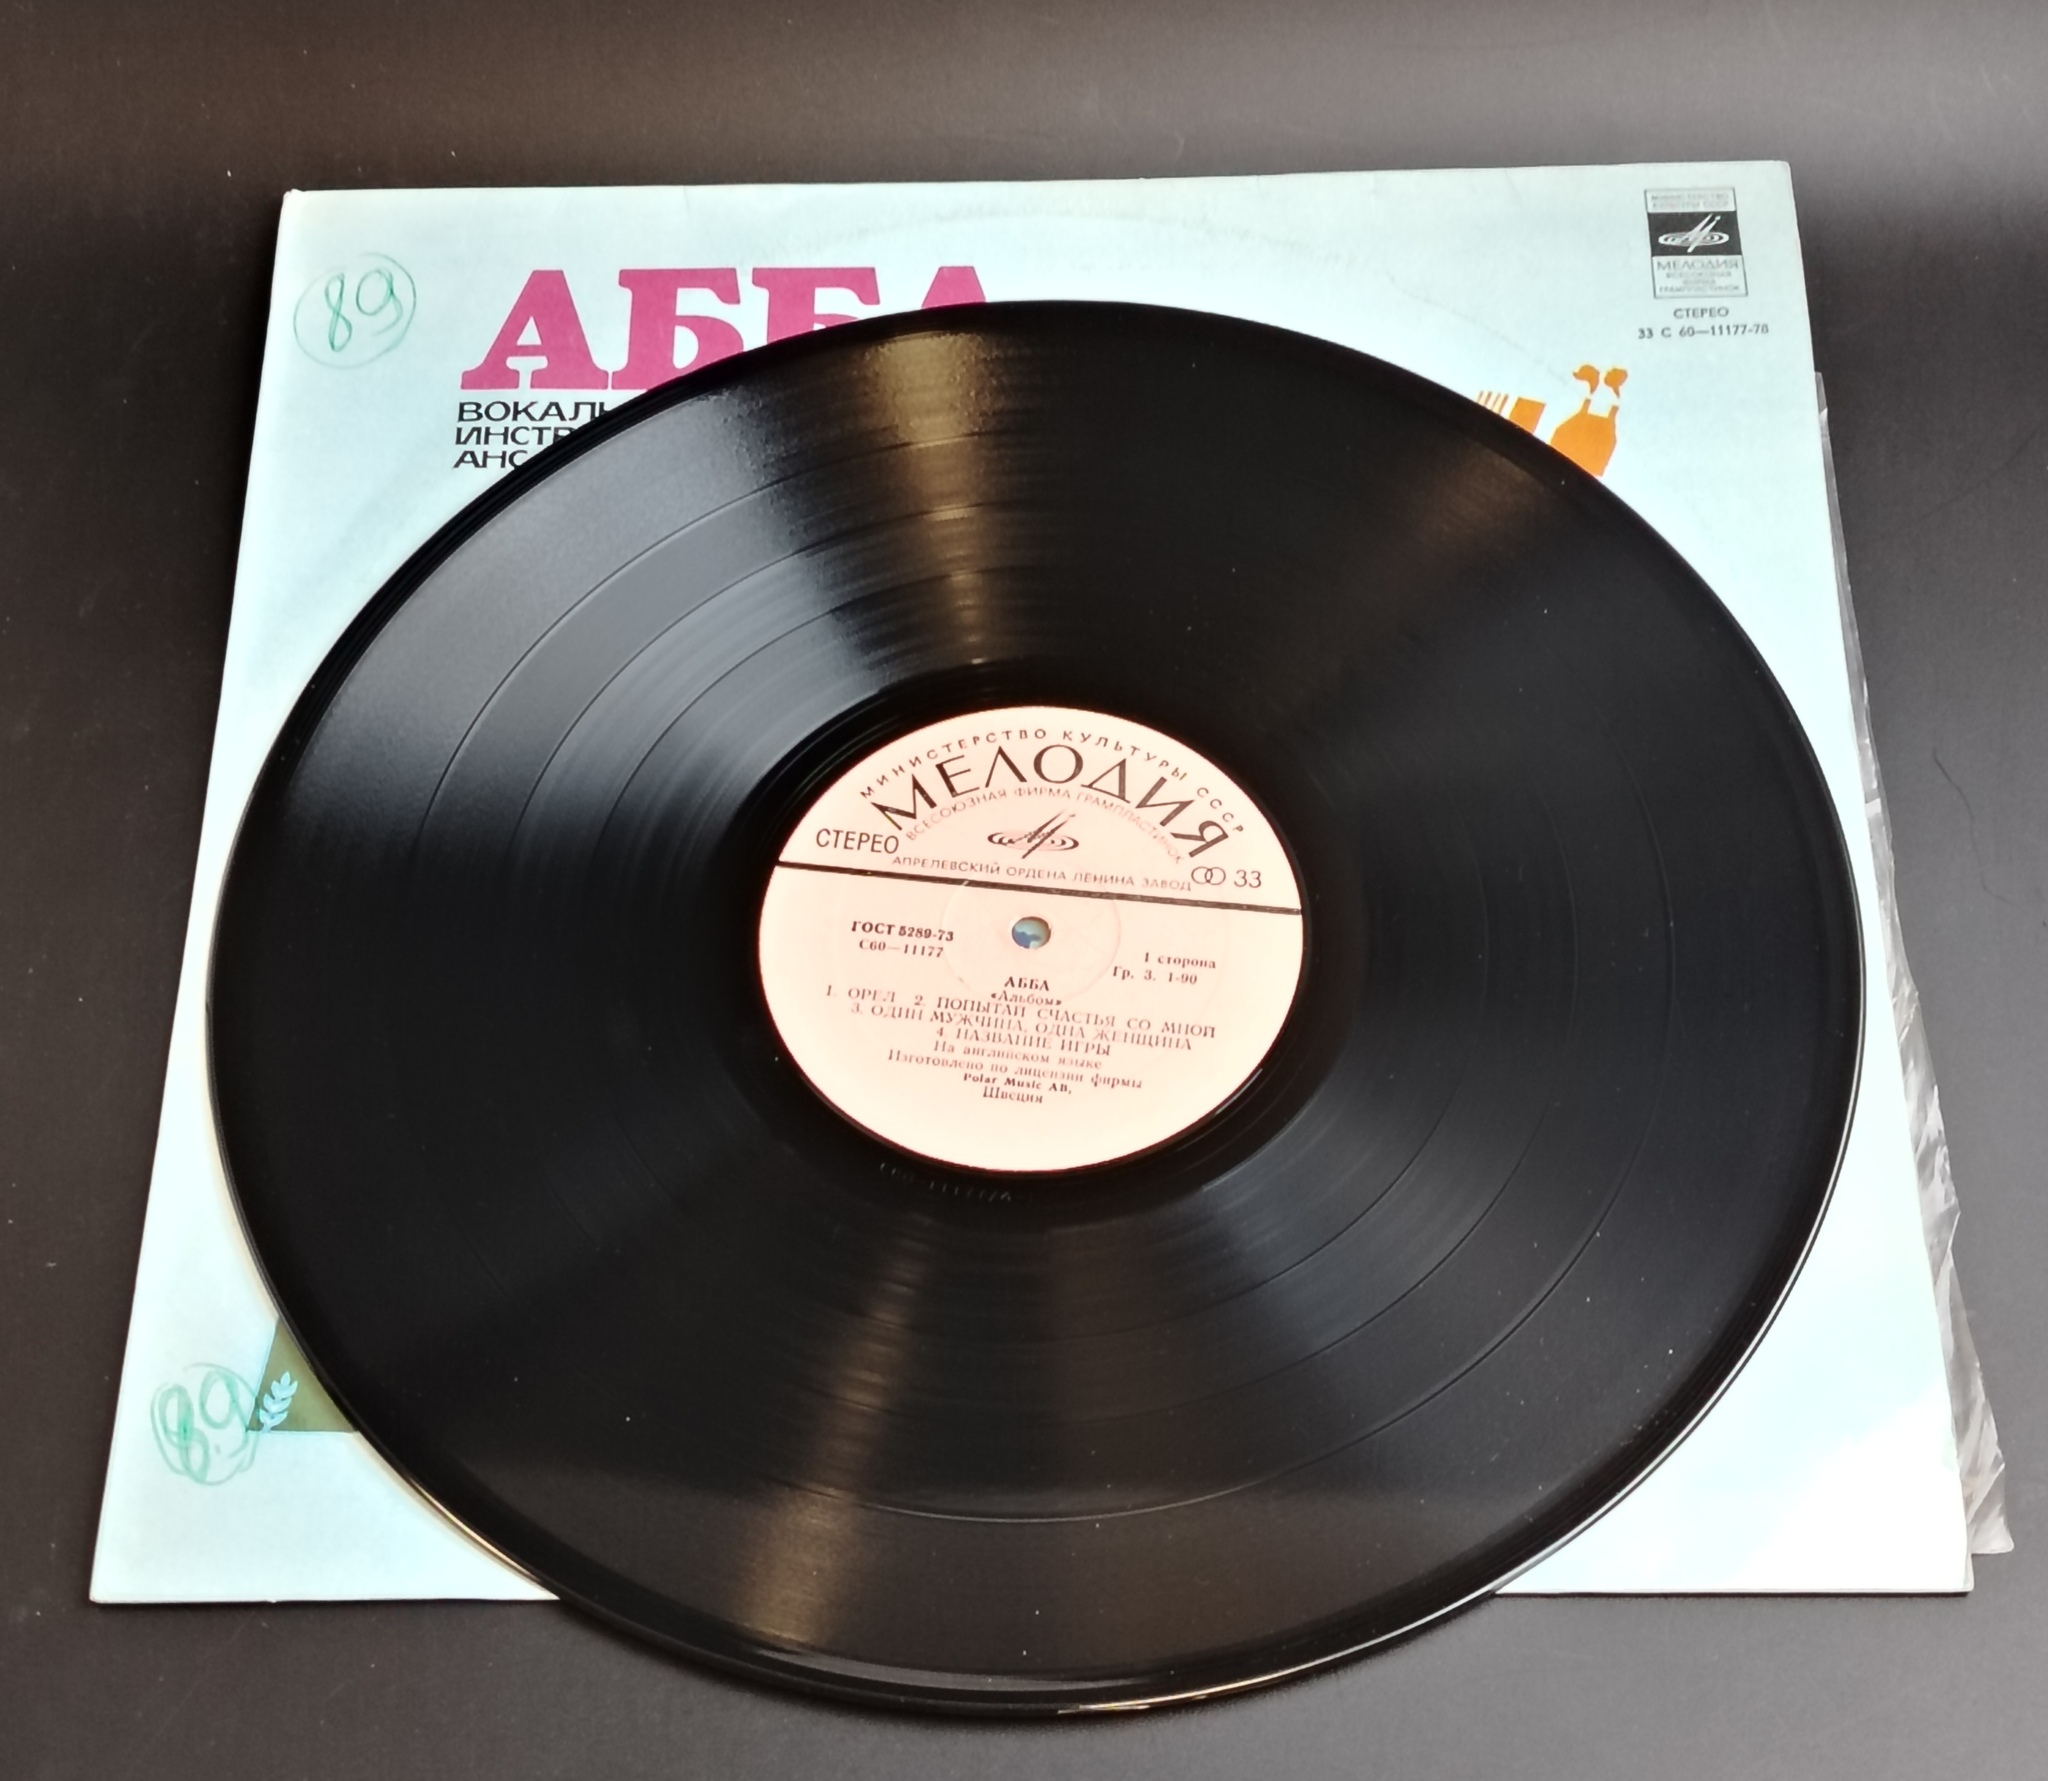 89
АББА
ВОКАЛЬ
ИНСТР
АНС
МИНИСТЕРСТВО
КУЛЬТУРЫ СССР
МЕЛОДИЯ
ВСЕСОЮЗНАЯ
ФИРМА
ГРАМПЛАСТИНОК
СТЕРЕО
33 С 60—11177-78
МИНИСТЕРСТВО КУЛЬТУРЫ СССР
МЕЛОДИЯ
ВСЕСОЮЗНАЯ ФИРМА ГРАМПЛАСТИНОК
СТЕРЕО
АПРЕЛЕВСКИЙ ОРДЕНА ЛЕНИНА ЗАВОД
33
ГОСТ 5289-73
С60—11177
1 сторона
Гр. 3. 1-90
АББА
«Альбом»
1. ОРЕЛ 2. ПОПЫТАЙ СЧАСТЬЯ СО МНОЙ
3. ОДИН МУЖЧИНА, ОДНА ЖЕНЩИНА
4. НАЗВАНИЕ ИГРЫ
На английском языке
Изготовлено по лицензии фирмы
Polar Music AB,
Швеция
89